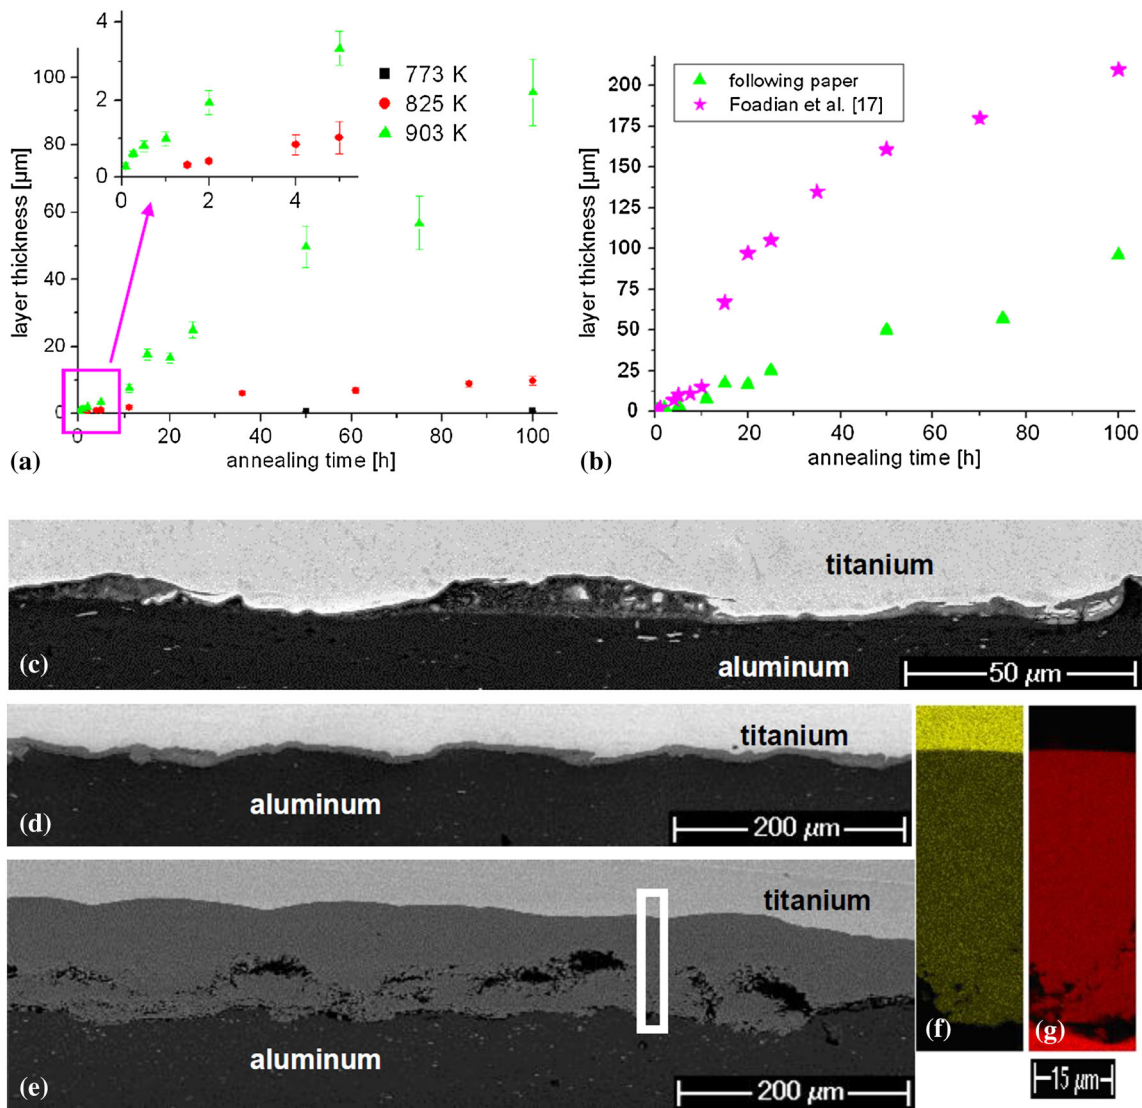 layer thickness [µm]
100
80
60
40
20
0
0 20 40 60 80 100
annealing time [h]
4
2
0
0 2 4
773 K
825 K
903 K
(a)
layer thickness [µm]
200
175
150
125
100
75
50
25
0
0 20 40 60 80 100
annealing time [h]
following paper
Foadian et al. [17]
(b)
titanium
aluminum
(c)
50 µm
titanium
aluminum
(d)
200 µm
titanium
aluminum
(e)
200 µm
(f)
(g)
15 µm